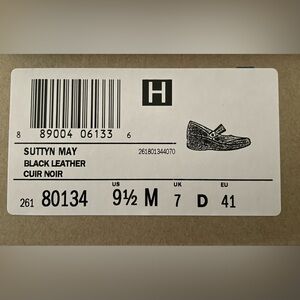 H
8 89004 06133 6
SUTTYN MAY 261801344070
BLACK LEATHER
CUIR NOIR
US UK EU
261 80134 9½ M 7 D 41